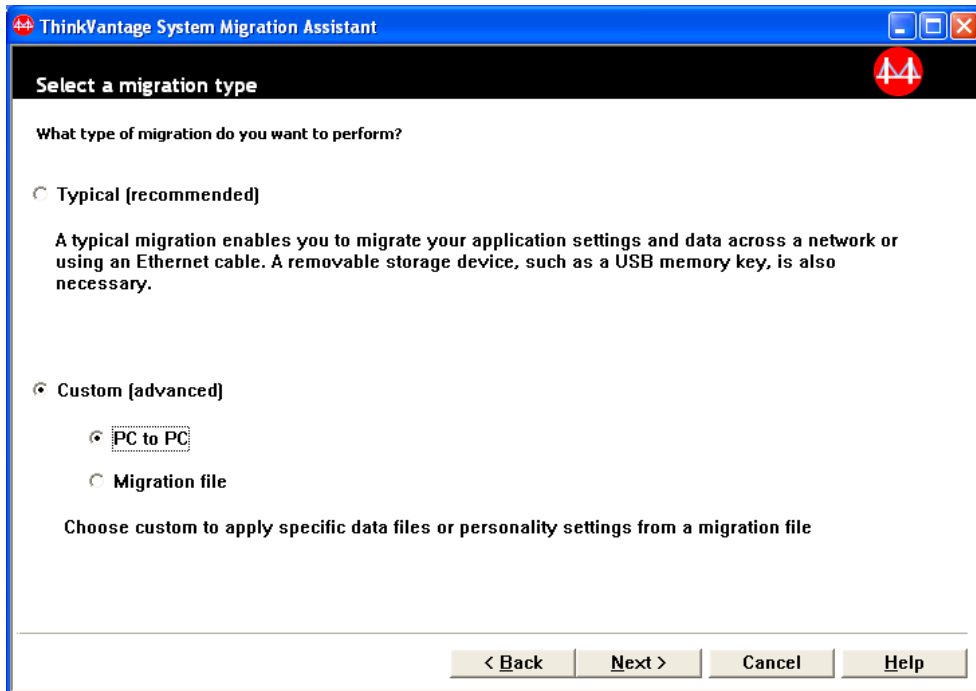 ThinkVantage System Migration Assistant
Select a migration type
What type of migration do you want to perform?
Typical (recommended)
A typical migration enables you to migrate your application settings and data across a network or
using an Ethernet cable. A removable storage device, such as a USB memory key, is also
necessary.
Custom (advanced)
PC to PC
Migration file
Choose custom to apply specific data files or personality settings from a migration file
< Back Next > Cancel Help